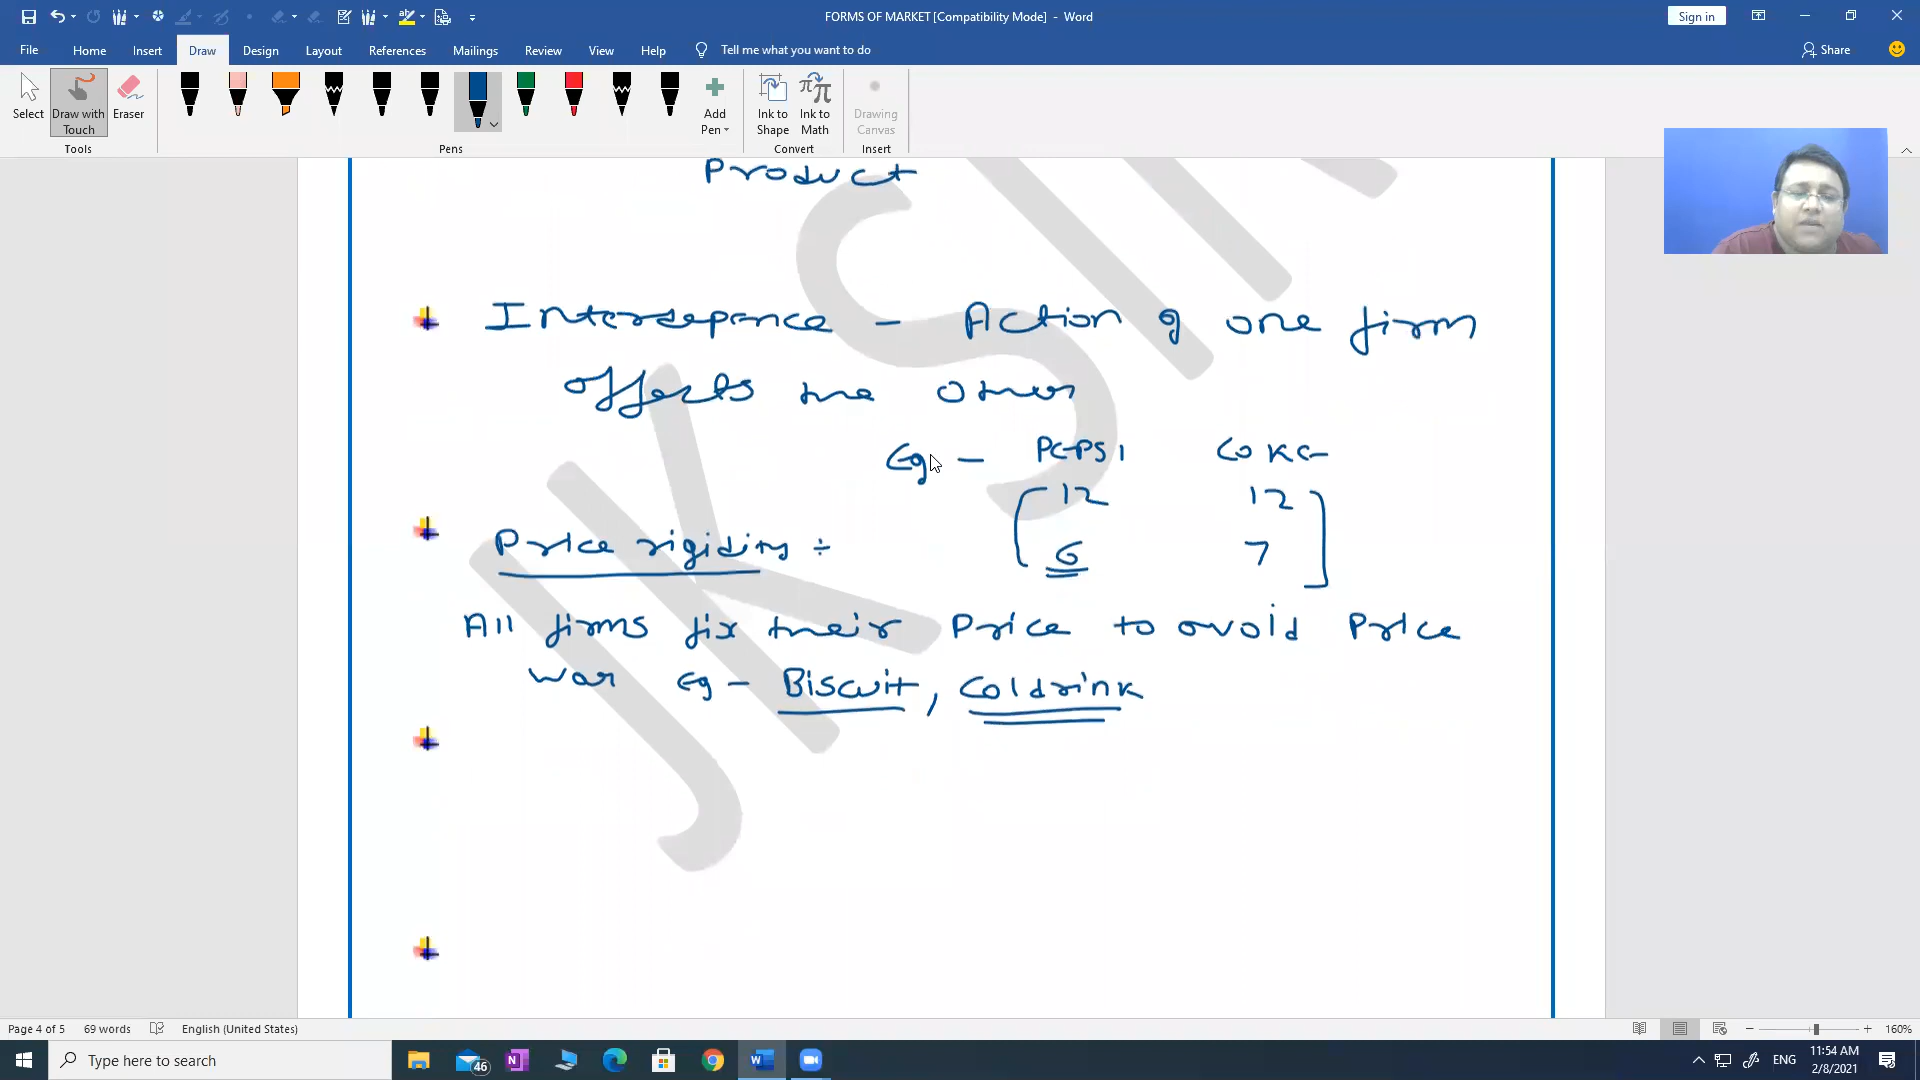 FORMS OF MARKET [Compatibility Mode] - Word
Sign in
File Home Insert Draw Design Layout References Mailings Review View Help Tell me what you want to do
Share
Select Draw with Touch Eraser
Add Pen
Ink to Shape Ink to Math
Drawing Canvas
Tools Pens Convert Insert
Product
Interdepence - Action of one firm
effects the other
Eg - PEPSI COKE
12 12
Price rigidity :
6 7
All firms fix their Price to avoid Price
war Eg - Biscuit, Coldrink
JK SIN
Page 4 of 5 69 words English (United States) 160%
Type here to search
46
N
ENG
11:54 AM
2/8/2021